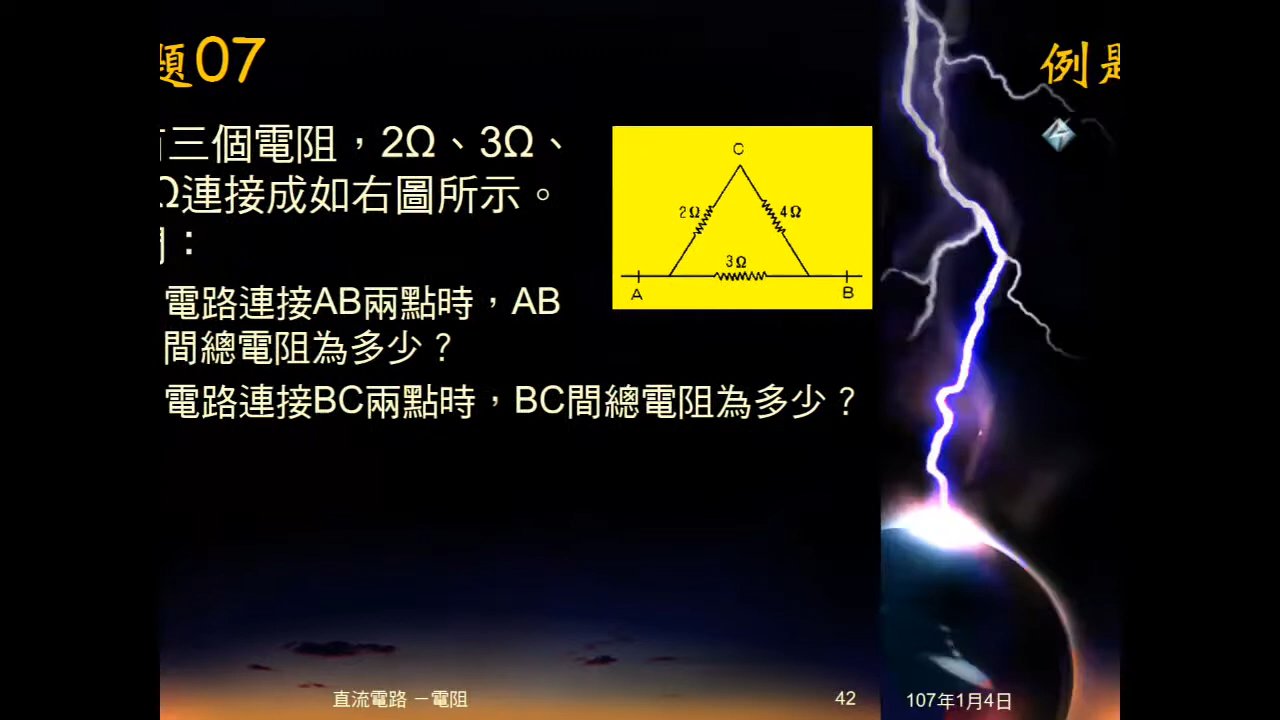 題07
例
三個電阻，2Ω、3Ω、
Ω連接成如右圖所示。
：
電路連接AB兩點時，AB
間總電阻為多少？
電路連接BC兩點時，BC間總電阻為多少？
C
2Ω
4Ω
3Ω
A
B
直流電路 －電阻
42
107年1月4日